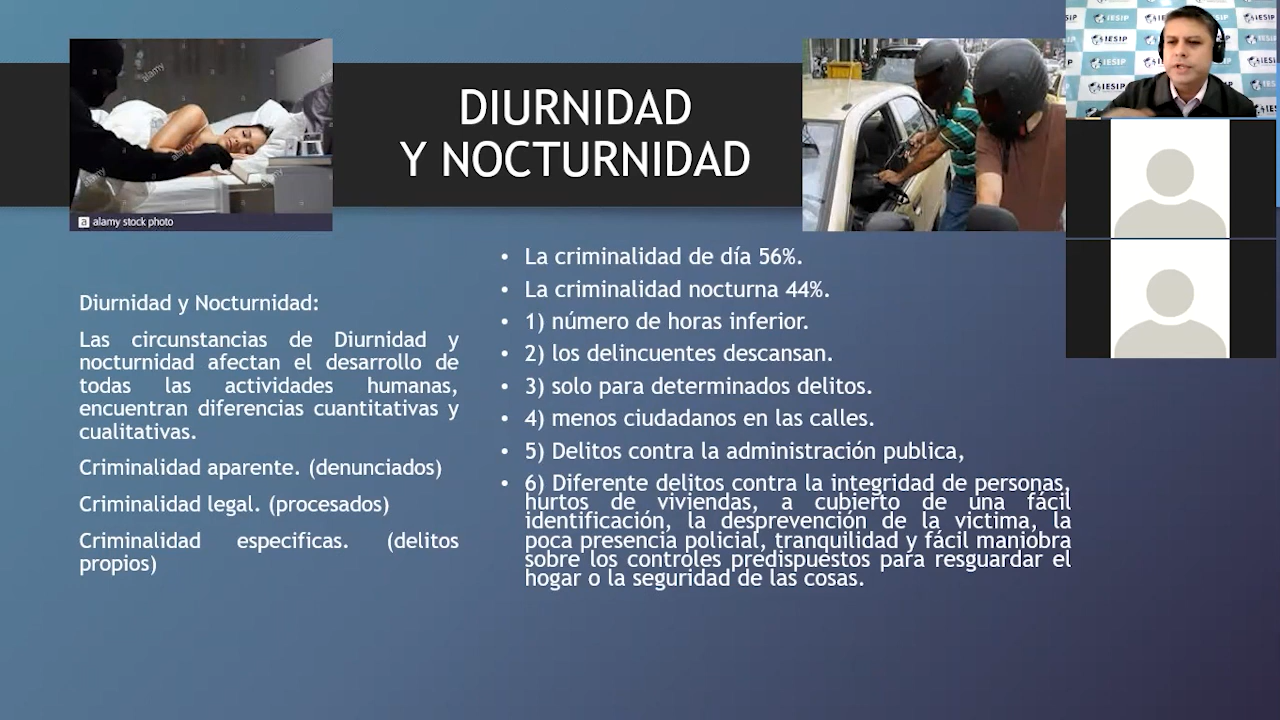 DIURNIDAD
Y NOCTURNIDAD
alamy
alamy
alamy
a alamy stock photo
IESIP
IESIP
IESIP
Diurnidad y Nocturnidad:
Las circunstancias de Diurnidad y
nocturnidad afectan el desarrollo de
todas las actividades humanas,
encuentran diferencias cuantitativas y
cualitativas.
Criminalidad aparente. (denunciados)
Criminalidad legal. (procesados)
Criminalidad especificas. (delitos
propios)
• La criminalidad de día 56%.
• La criminalidad nocturna 44%.
• 1) número de horas inferior.
• 2) los delincuentes descansan.
• 3) solo para determinados delitos.
• 4) menos ciudadanos en las calles.
• 5) Delitos contra la administración publica,
• 6) Diferente delitos contra la integridad de personas,
hurtos de viviendas, a cubierto de una fácil
identificación, la desprevención de la victima, la
poca presencia policial, tranquilidad y fácil maniobra
sobre los controles predispuestos para resguardar el
hogar o la seguridad de las cosas.